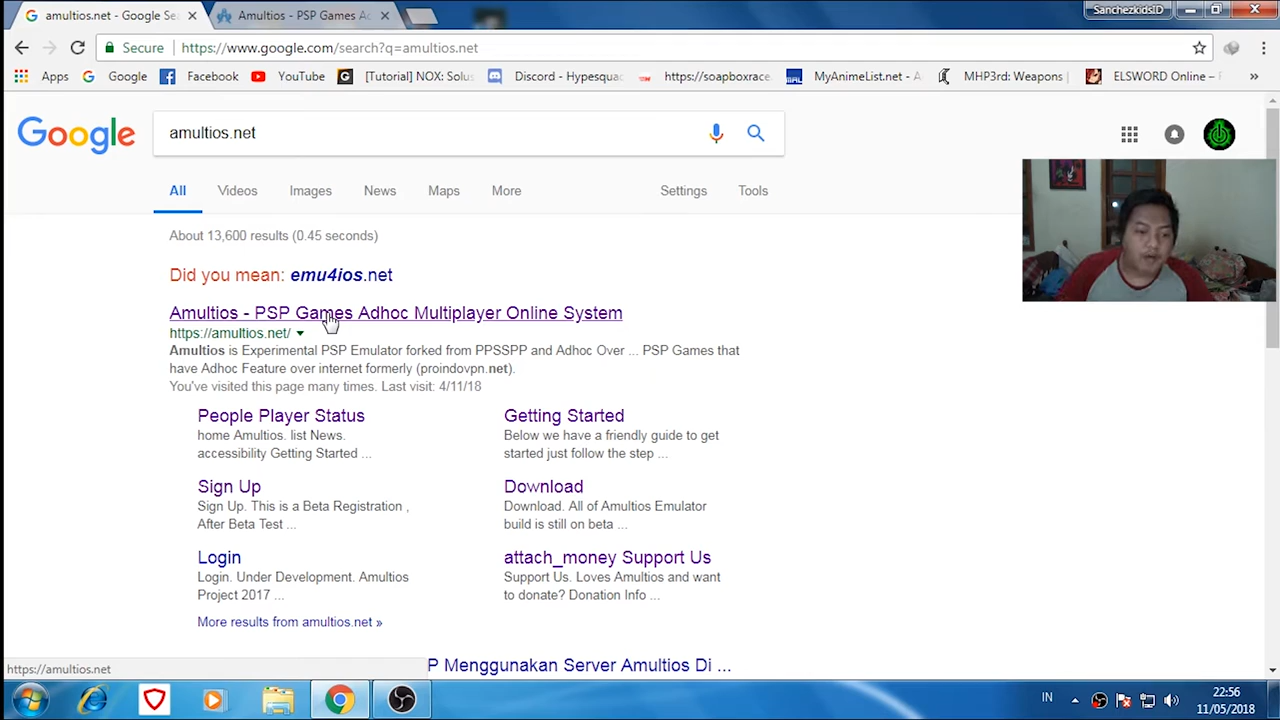 amultios.net - Google Se
Amultios - PSP Games Ad
SanchezkidsID
Secure
https://www.google.com/search?q=amultios.net
Apps
Google
Facebook
YouTube
[Tutorial] NOX: Solus
Discord - Hypesquad
https://soapboxrace.
MyAnimeList.net - A
MHP3rd: Weapons
ELSWORD Online –
»
Google
amultios.net
All
Videos
Images
News
Maps
More
Settings
Tools
About 13,600 results (0.45 seconds)
Did you mean: emu4ios.net
Amultios - PSP Games Adhoc Multiplayer Online System
https://amultios.net/
Amultios is Experimental PSP Emulator forked from PPSSPP and Adhoc Over ... PSP Games that
have Adhoc Feature over internet formerly (proindovpn.net).
You've visited this page many times. Last visit: 4/11/18
People Player Status
home Amultios. list News.
accessibility Getting Started ...
Getting Started
Below we have a friendly guide to get
started just follow the step ...
Sign Up
Sign Up. This is a Beta Registration ,
After Beta Test ...
Download
Download. All of Amultios Emulator
build is still on beta ...
Login
Login. Under Development. Amultios
Project 2017 ...
attach_money Support Us
Support Us. Loves Amultios and want
to donate? Donation Info ...
More results from amultios.net »
P Menggunakan Server Amultios Di ...
https://amultios.net
IN
22:56
11/05/2018